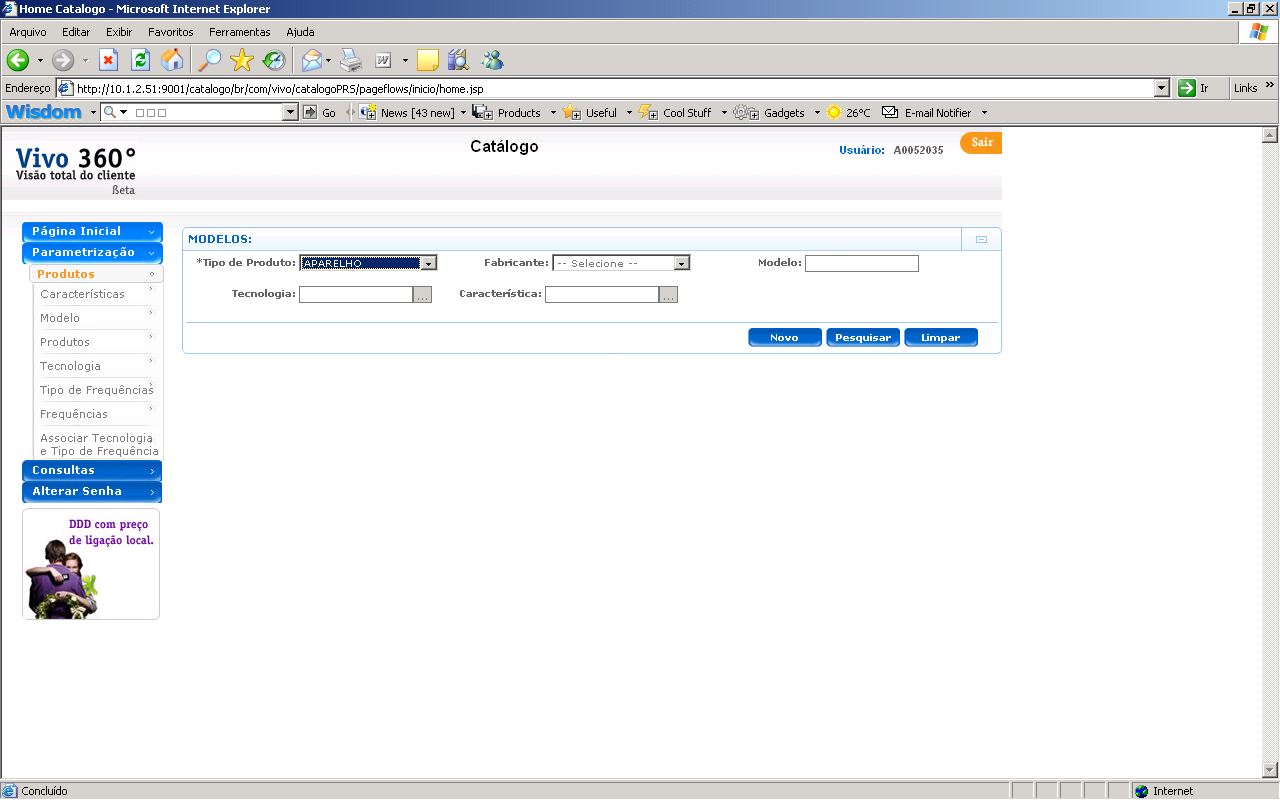 Home Catalogo - Microsoft Internet Explorer
Arquivo Editar Exibir Favoritos Ferramentas Ajuda
Endereço http://10.1.2.51:9001/catalogo/br/com/vivo/catalogoPRS/pageflows/inicio/home.jsp Ir Links »
Wisdom Go News [43 new] Products Useful Cool Stuff Gadgets 26°C E-mail Notifier
Vivo 360°
Visão total do cliente
Beta
Catálogo
Usuário: A0052035
Sair
Página Inicial
Parametrização
Produtos
Características
Modelo
Produtos
Tecnologia
Tipo de Frequências
Frequências
Associar Tecnologia
e Tipo de Frequência
Consultas
Alterar Senha
DDD com preço
de ligação local.
MODELOS:
*Tipo de Produto: APARELHO Fabricante: -- Selecione -- Modelo:
Tecnologia: ... Característica: ...
Novo Pesquisar Limpar
Concluído Internet